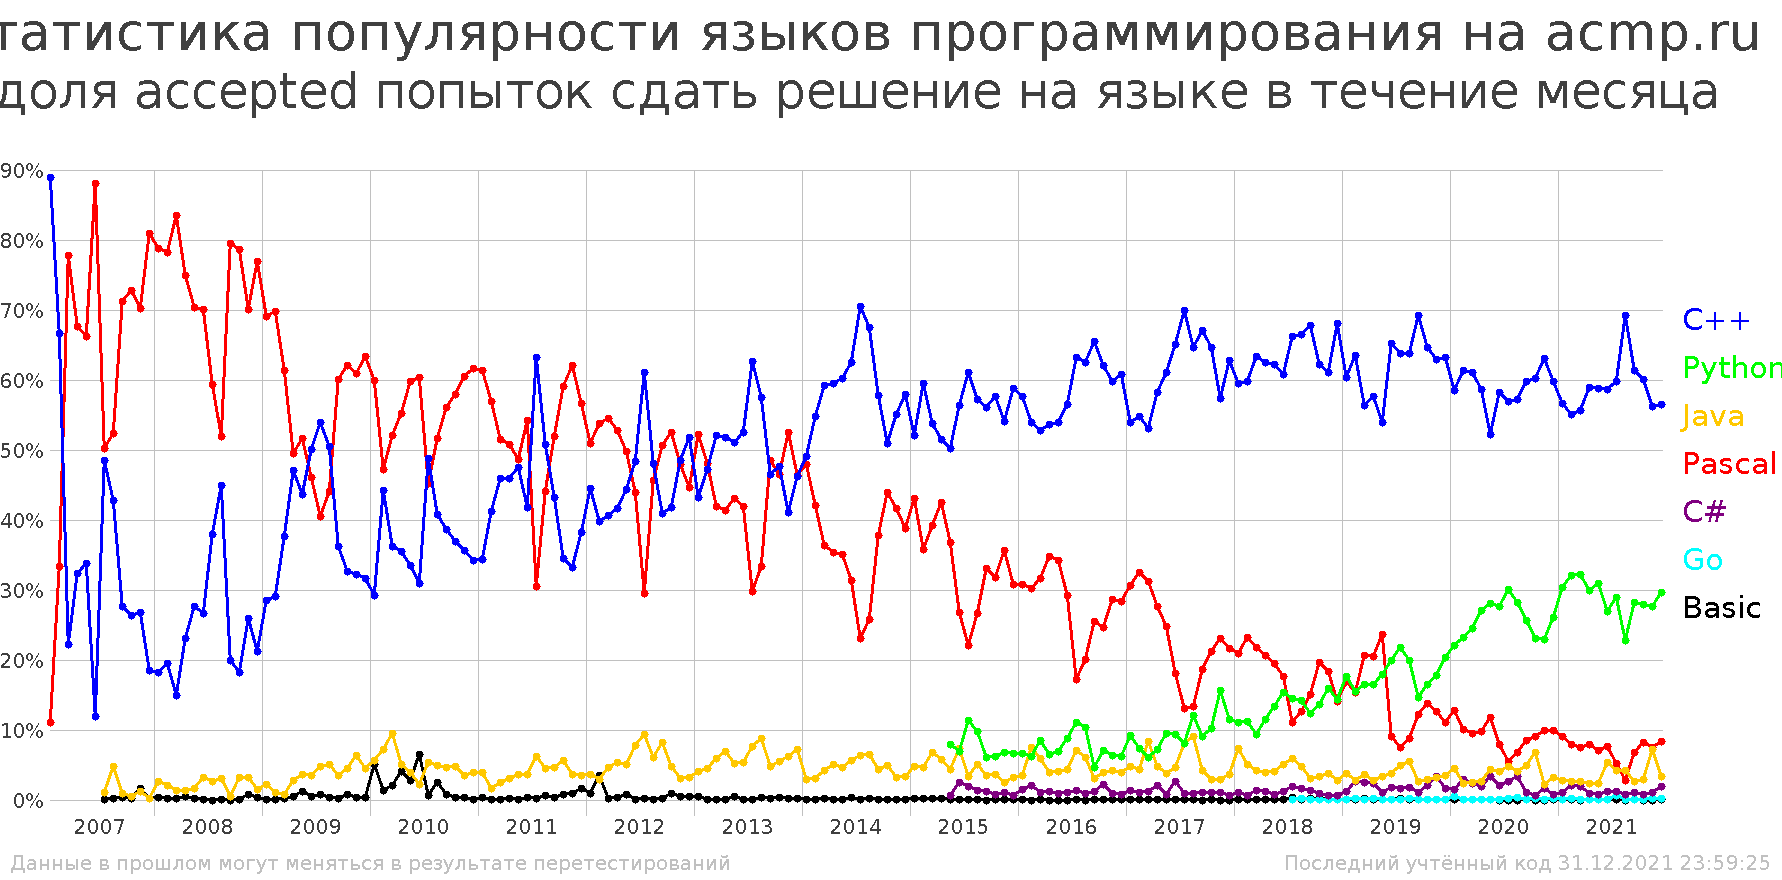 татистика популярности языков программирования на acmp.ru
доля accepted попыток сдать решение на языке в течение месяца
90%
80%
70%
60%
50%
40%
30%
20%
10%
0%
2007 2008 2009 2010 2011 2012 2013 2014 2015 2016 2017 2018 2019 2020 2021
C++
Python
Java
Pascal
C#
Go
Basic
Данные в прошлом могут меняться в результате перетестирований
Последний учтённый код 31.12.2021 23:59:25